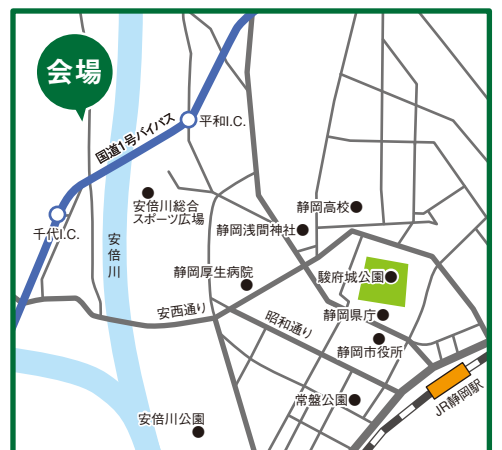 会場
国道1号バイパス
平和I.C.
千代I.C.
安倍川
安倍川総合
スポーツ広場
静岡高校
静岡浅間神社
静岡厚生病院
駿府城公園
安西通り
昭和通り
静岡県庁
静岡市役所
常盤公園
JR静岡駅
安倍川公園